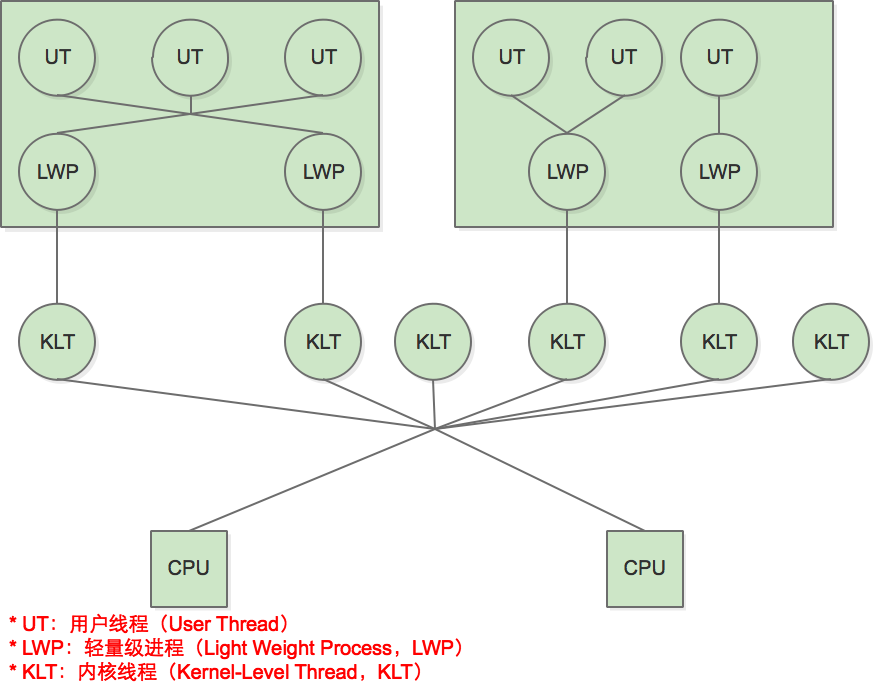 UT UT UT UT UT UT
LWP LWP LWP LWP
KLT KLT KLT KLT KLT KLT
CPU CPU
* UT：用户线程（User Thread）
* LWP：轻量级进程（Light Weight Process，LWP）
* KLT：内核线程（Kernel-Level Thread，KLT）